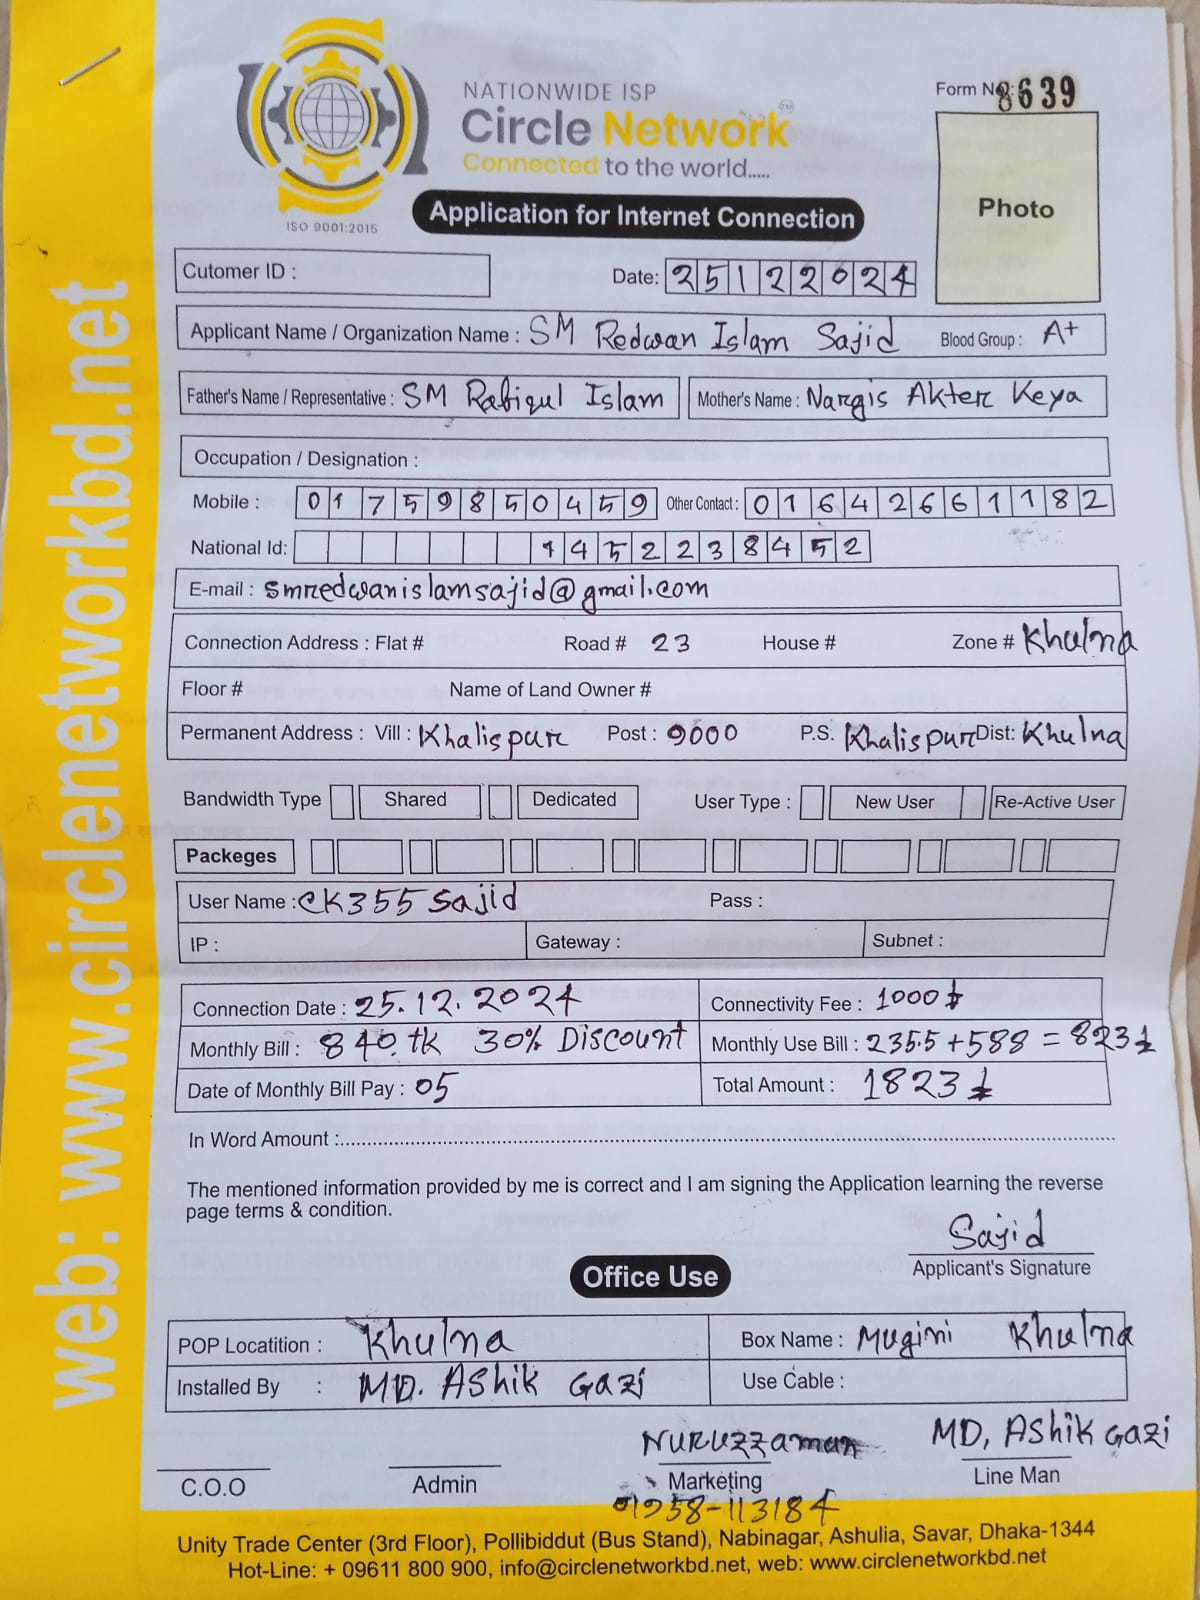 NATIONWIDE ISP
Circle Network
Connected to the world.....
ISO 9001:2015
Form No: 8639
Photo
Application for Internet Connection
Cutomer ID :
Date: 25122024
Applicant Name / Organization Name : SM Redwan Islam Sajid Blood Group : A+
Father's Name / Representative : SM Rafiqul Islam Mother's Name : Nargis Akter Keya
Occupation / Designation :
Mobile : 01759850459 Other Contact : 01642661182
National Id: 1452238452
E-mail : smredwanislamsajid@gmail.com
Connection Address : Flat # Road # 23 House # Zone # Khulna
Floor # Name of Land Owner #
Permanent Address : Vill : Khalispur Post : 9000 P.S. Khalispur Dist: Khulna
Bandwidth Type Shared Dedicated User Type : New User Re-Active User
Packeges
User Name : CK355 Sajid Pass :
IP : Gateway : Subnet :
Connection Date : 25.12.2024 Connectivity Fee : 1000
Monthly Bill : 840 tk 30% Discount Monthly Use Bill : 235.5 + 588 = 823
Date of Monthly Bill Pay : 05 Total Amount : 1823
In Word Amount :
The mentioned information provided by me is correct and I am signing the Application learning the reverse
page terms & condition.
Sajid
Applicant's Signature
Office Use
POP Locatition : Khulna Box Name : Mugini Khulna
Installed By : MD. Ashik Gazi Use Cable :
Nuruzzaman MD. Ashik Gazi
C.O.O Admin Marketing Line Man
01958-113184
Unity Trade Center (3rd Floor), Pollibiddut (Bus Stand), Nabinagar, Ashulia, Savar, Dhaka-1344
Hot-Line: + 09611 800 900, info@circlenetworkbd.net, web: www.circlenetworkbd.net
web: www.circlenetworkbd.net